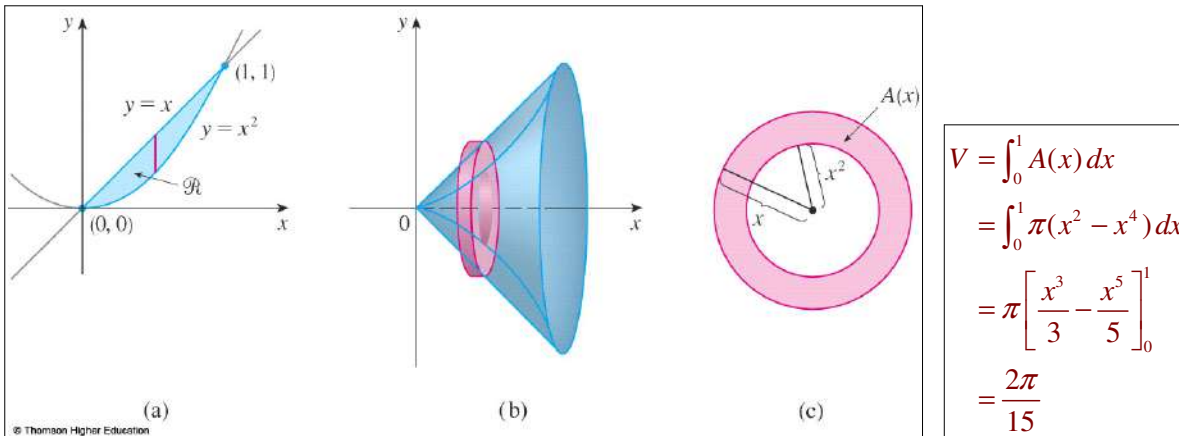 y
(1, 1)
y = x
y = x²
ℛ
(0, 0)
x
(a)
y
0
x
(b)
A(x)
x²
x
(c)
© Thomson Higher Education
V = ∫₀¹ A(x) dx
= ∫₀¹ π(x² − x⁴) dx
= π[x³/3 − x⁵/5]₀¹
= 2π/15